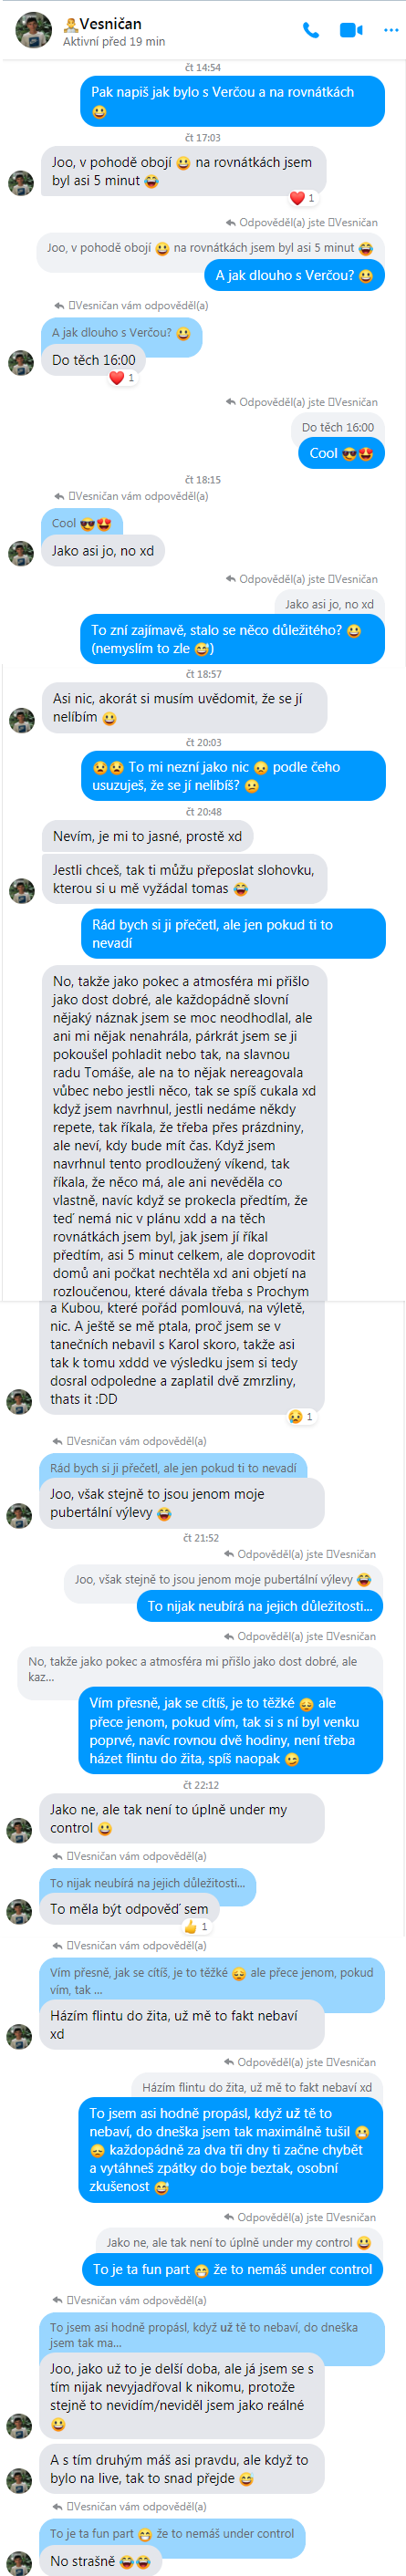 Vesničan
Aktivní před 19 min
čt 14:54
Pak napiš jak bylo s Verčou a na rovnátkách
😀
čt 17:03
Joo, v pohodě obojí 😀 na rovnátkách jsem
byl asi 5 minut 😂
❤️ 1
Odpověděl(a) jste Vesničan
Joo, v pohodě obojí 😀 na rovnátkách jsem byl asi 5 minut 😂
A jak dlouho s Verčou? 😀
Vesničan vám odpověděl(a)
A jak dlouho s Verčou? 😀
Do těch 16:00
❤️ 1
Odpověděl(a) jste Vesničan
Do těch 16:00
Cool 😎😍
čt 18:15
Vesničan vám odpověděl(a)
Cool 😎😍
Jako asi jo, no xd
Odpověděl(a) jste Vesničan
Jako asi jo, no xd
To zní zajímavě, stalo se něco důležitého? 😀
(nemyslím to zle 😅)
čt 18:57
Asi nic, akorát si musím uvědomit, že se jí
nelíbím 😀
čt 20:03
😧😧 To mi nezní jako nic 😞 podle čeho
usuzuješ, že se jí nelíbíš? 😕
čt 20:48
Nevím, je mi to jasné, prostě xd
Jestli chceš, tak ti můžu přeposlat slohovku,
kterou si u mě vyžádal tomas 😂
Rád bych si ji přečetl, ale jen pokud ti to
nevadí
No, takže jako pokec a atmosféra mi přišlo
jako dost dobré, ale každopádně slovní
nějaký náznak jsem se moc neodhodlal, ale
ani mi nějak nenahrála, párkrát jsem se ji
pokoušel pohladit nebo tak, na slavnou
radu Tomáše, ale na to nějak nereagovala
vůbec nebo jestli něco, tak se spíš cukala xd
když jsem navrhnul, jestli nedáme někdy
repete, tak říkala, že třeba přes prázdniny,
ale neví, kdy bude mít čas. Když jsem
navrhnul tento prodloužený víkend, tak
říkala, že něco má, ale ani nevěděla co
vlastně, navíc když se prokecla předtím, že
teď nemá nic v plánu xdd a na těch
rovnátkách jsem byl, jak jsem jí říkal
předtím, asi 5 minut celkem, ale doprovodit
domů ani počkat nechtěla xd ani objetí na
rozloučenou, které dávala třeba s Prochym
a Kubou, které pořád pomlouvá, na výletě,
nic. A ještě se mě ptala, proč jsem se v
tanečních nebavil s Karol skoro, takže asi
tak k tomu xddd ve výsledku jsem si tedy
dosral odpoledne a zaplatil dvě zmrzliny,
thats it :DD
😢 1
Vesničan vám odpověděl(a)
Rád bych si ji přečetl, ale jen pokud ti to nevadí
Joo, však stejně to jsou jenom moje
pubertální výlevy 😂
čt 21:52
Odpověděl(a) jste Vesničan
Joo, však stejně to jsou jenom moje pubertální výlevy 😂
To nijak neubírá na jejich důležitosti...
Odpověděl(a) jste Vesničan
No, takže jako pokec a atmosféra mi přišlo jako dost dobré, ale
kaz...
Vím přesně, jak se cítíš, je to těžké 😔 ale
přece jenom, pokud vím, tak si s ní byl venku
poprvé, navíc rovnou dvě hodiny, není třeba
házet flintu do žita, spíš naopak 😉
čt 22:12
Jako ne, ale tak není to úplně under my
control 😀
Vesničan vám odpověděl(a)
To nijak neubírá na jejich důležitosti...
To měla být odpověď sem
👍 1
Vesničan vám odpověděl(a)
Vím přesně, jak se cítíš, je to těžké 😔 ale přece jenom, pokud
vím, tak ...
Házím flintu do žita, už mě to fakt nebaví
xd
Odpověděl(a) jste Vesničan
Házím flintu do žita, už mě to fakt nebaví xd
To jsem asi hodně propásl, když už tě to
nebaví, do dneška jsem tak maximálně tušil 😬
😞 každopádně za dva tři dny ti začne chybět
a vytáhneš zpátky do boje beztak, osobní
zkušenost 😅
Odpověděl(a) jste Vesničan
Jako ne, ale tak není to úplně under my control 😀
To je ta fun part 😁 že to nemáš under control
Vesničan vám odpověděl(a)
To jsem asi hodně propásl, když už tě to nebaví, do dneška
jsem tak ma...
Joo, jako už to je delší doba, ale já jsem se s
tím nijak nevyjadřoval k nikomu, protože
stejně to nevidím/neviděl jsem jako reálné
😀
A s tím druhým máš asi pravdu, ale když to
bylo na live, tak to snad přejde 😄
Vesničan vám odpověděl(a)
To je ta fun part 😁 že to nemáš under control
No strašně 😂😂